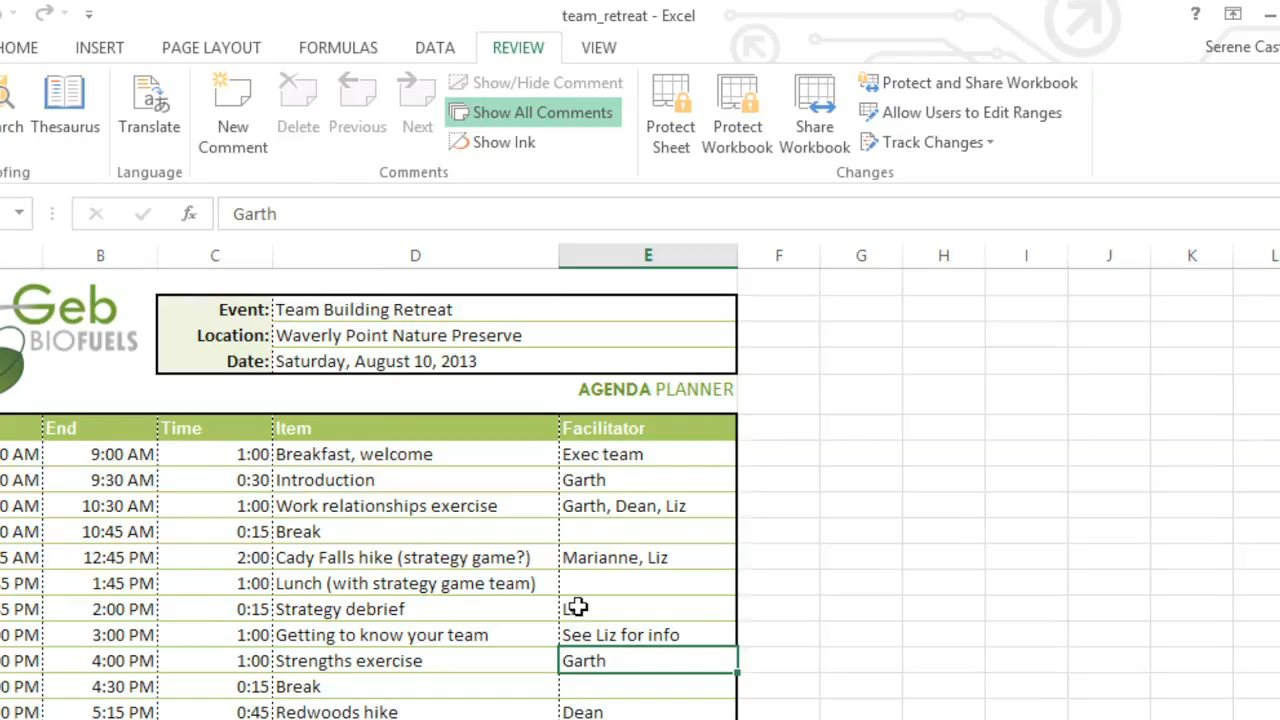 team_retreat - Excel
?
HOME INSERT PAGE LAYOUT FORMULAS DATA REVIEW VIEW Serene Cas
Thesaurus
Translate
New Comment
Delete
Previous
Next
Show/Hide Comment
Show All Comments
Show Ink
Protect Sheet
Protect Workbook
Share Workbook
Protect and Share Workbook
Allow Users to Edit Ranges
Track Changes
Language Comments Changes
fx Garth
B C D E F G H I J K L
Geb
BIOFUELS
Event: Team Building Retreat
Location: Waverly Point Nature Preserve
Date: Saturday, August 10, 2013
AGENDA PLANNER
End Time Item Facilitator
0 AM 9:00 AM 1:00 Breakfast, welcome Exec team
0 AM 9:30 AM 0:30 Introduction Garth
0 AM 10:30 AM 1:00 Work relationships exercise Garth, Dean, Liz
0 AM 10:45 AM 0:15 Break
5 AM 12:45 PM 2:00 Cady Falls hike (strategy game?) Marianne, Liz
5 PM 1:45 PM 1:00 Lunch (with strategy game team)
5 PM 2:00 PM 0:15 Strategy debrief
0 PM 3:00 PM 1:00 Getting to know your team See Liz for info
0 PM 4:00 PM 1:00 Strengths exercise Garth
0 PM 4:30 PM 0:15 Break
0 PM 5:15 PM 0:45 Redwoods hike Dean